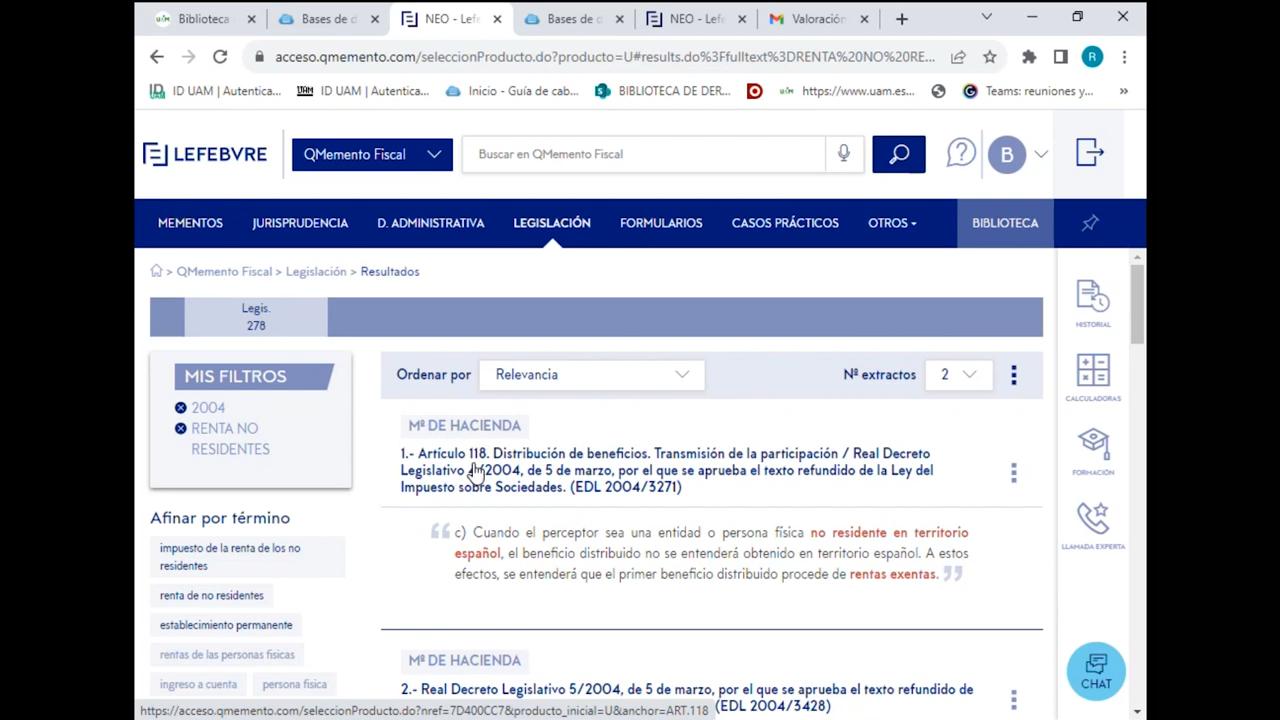 Biblioteca
Bases de d
NEO - Lefe
Bases de d
NEO - Lefe
Valoración
acceso.qmemento.com/seleccionProducto.do?producto=U#results.do%3Ffulltext%3DRENTA%20NO%20RE...
R
ID UAM | Autentica...
ID UAM | Autentica...
Inicio - Guía de cab...
BIBLIOTECA DE DER...
https://www.uam.es...
Teams: reuniones y...
»
LEFEBVRE
QMemento Fiscal
Buscar en QMemento Fiscal
B
MEMENTOS
JURISPRUDENCIA
D. ADMINISTRATIVA
LEGISLACIÓN
FORMULARIOS
CASOS PRÁCTICOS
OTROS
BIBLIOTECA
> QMemento Fiscal > Legislación > Resultados
Legis.
278
HISTORIAL
CALCULADORAS
FORMACIÓN
LLAMADA EXPERTA
CHAT
MIS FILTROS
2004
RENTA NO
RESIDENTES
Afinar por término
impuesto de la renta de los no
residentes
renta de no residentes
establecimiento permanente
rentas de las personas fisicas
ingreso a cuenta
persona fisica
Ordenar por
Relevancia
Nº extractos
2
Mº DE HACIENDA
1.- Artículo 118. Distribución de beneficios. Transmisión de la participación / Real Decreto
Legislativo /2004, de 5 de marzo, por el que se aprueba el texto refundido de la Ley del
Impuesto sobre Sociedades. (EDL 2004/3271)
c) Cuando el perceptor sea una entidad o persona física no residente en territorio
español, el beneficio distribuido no se entenderá obtenido en territorio español. A estos
efectos, se entenderá que el primer beneficio distribuido procede de rentas exentas.
Mº DE HACIENDA
2.- Real Decreto Legislativo 5/2004, de 5 de marzo, por el que se aprueba el texto refundido de
(EDL 2004/3428)
https://acceso.qmemento.com/seleccionProducto.do?nref=7D400CC7&producto_inicial=U&anchor=ART.118